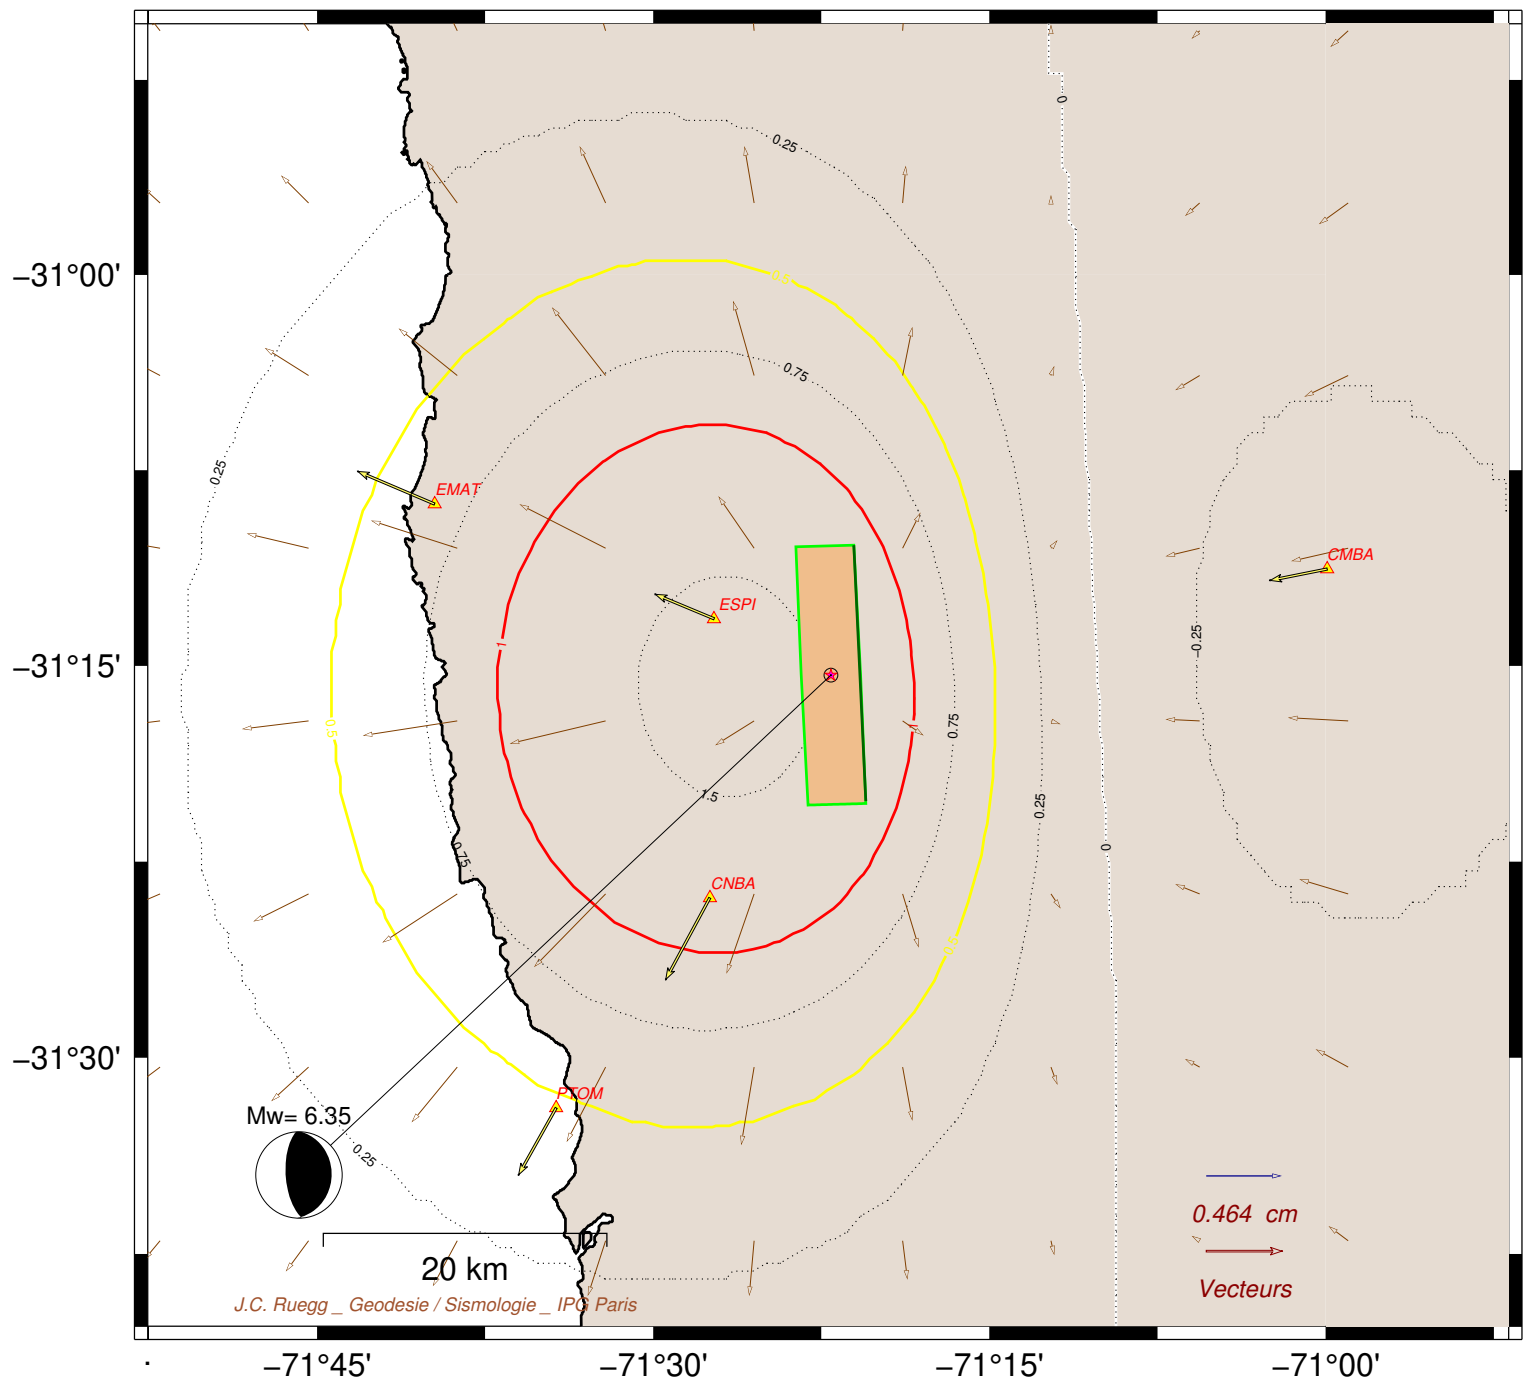 0.25
0
−31°00'
0.5
0.75
0.25
EMAT
CMBA
ESPI
−0.25
1
−31°15'
0.5
0.75
1
1.5
0.25
0.75
0
CNBA
0.5
−31°30'
PTOM
Mw= 6.35
0.25
0.464 cm
20 km
Vecteurs
J.C. Ruegg _ Geodesie / Sismologie _ IPG Paris
−71°45'
−71°30'
−71°15'
−71°00'